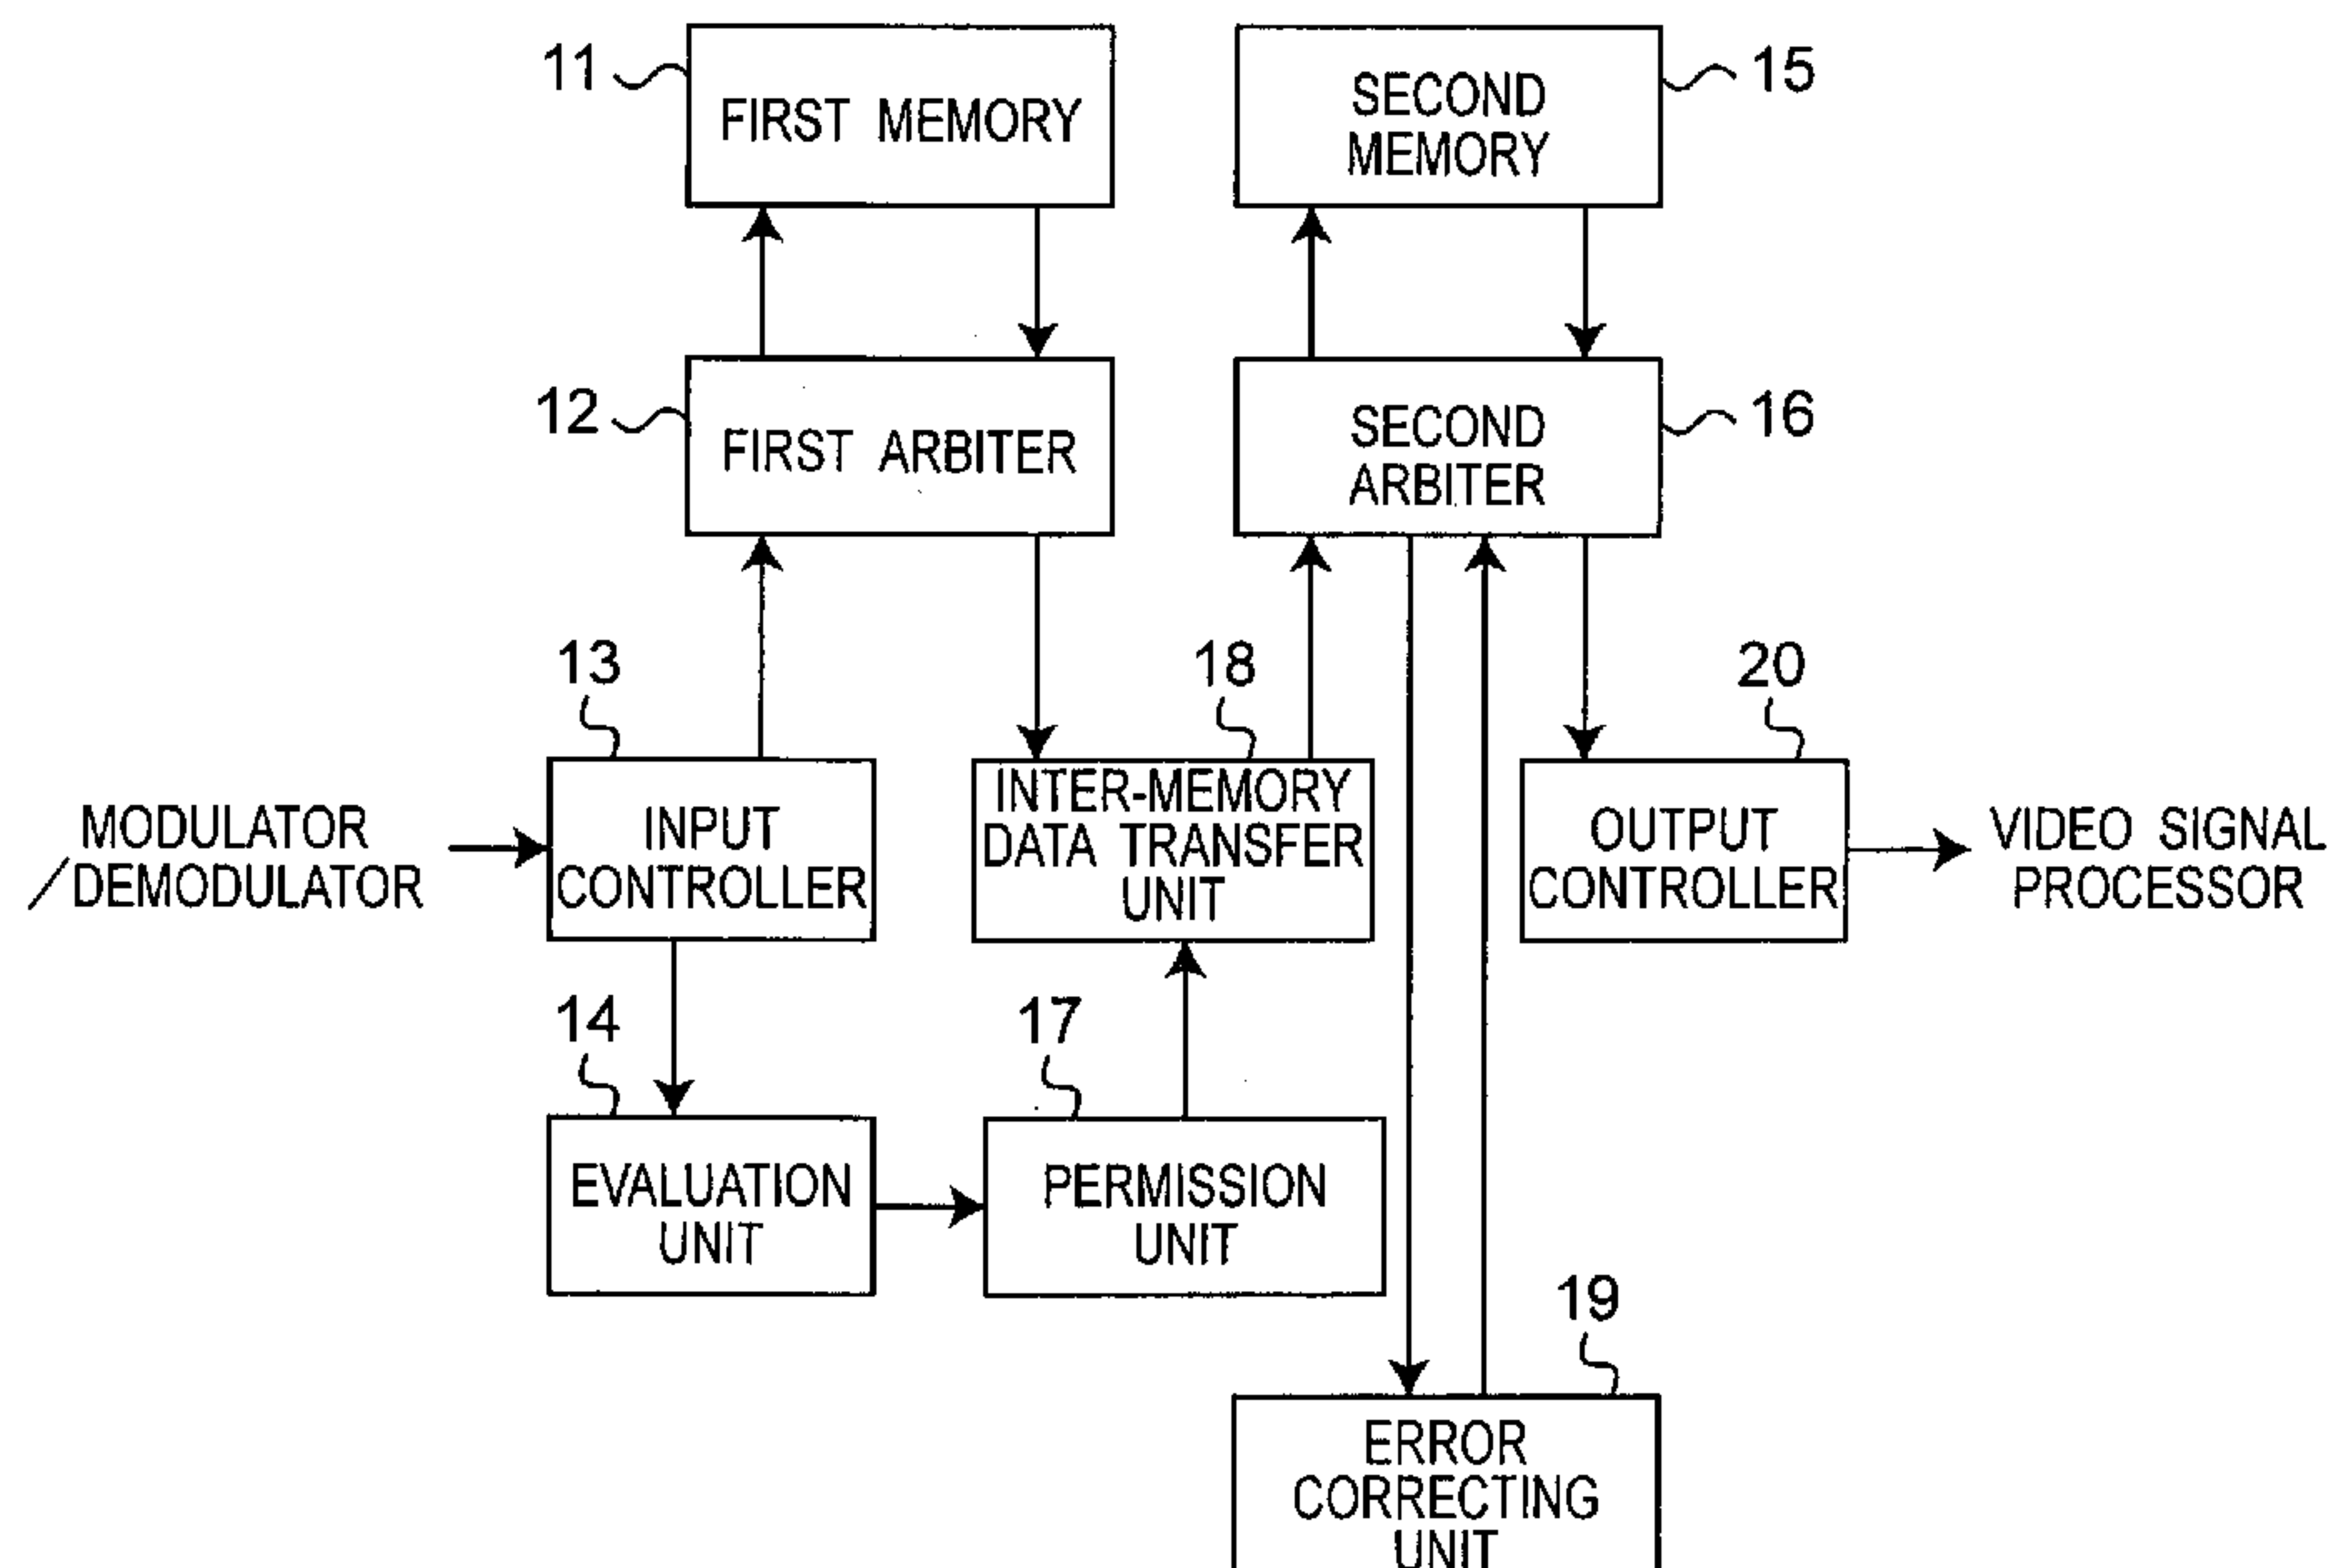 11
FIRST MEMORY
SECOND
MEMORY
15
12
FIRST ARBITER
SECOND
ARBITER
16
13
18
20
MODULATOR
/DEMODULATOR
INPUT
CONTROLLER
INTER-MEMORY
DATA TRANSFER
UNIT
OUTPUT
CONTROLLER
VIDEO SIGNAL
PROCESSOR
14
17
EVALUATION
UNIT
PERMISSION
UNIT
19
ERROR
CORRECTING
UNIT